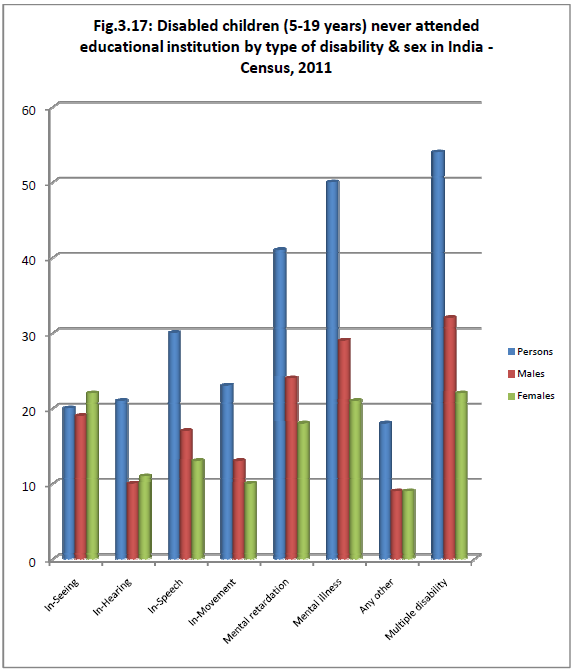 Fig.3.17: Disabled children (5-19 years) never attended
educational institution by type of disability & sex in India -
Census, 2011
60
50
40
30
20
10
0
In-Seeing
In-Hearing
In-Speech
In-Movement
Mental retardation
Mental illness
Any other
Multiple disability
Persons
Males
Females